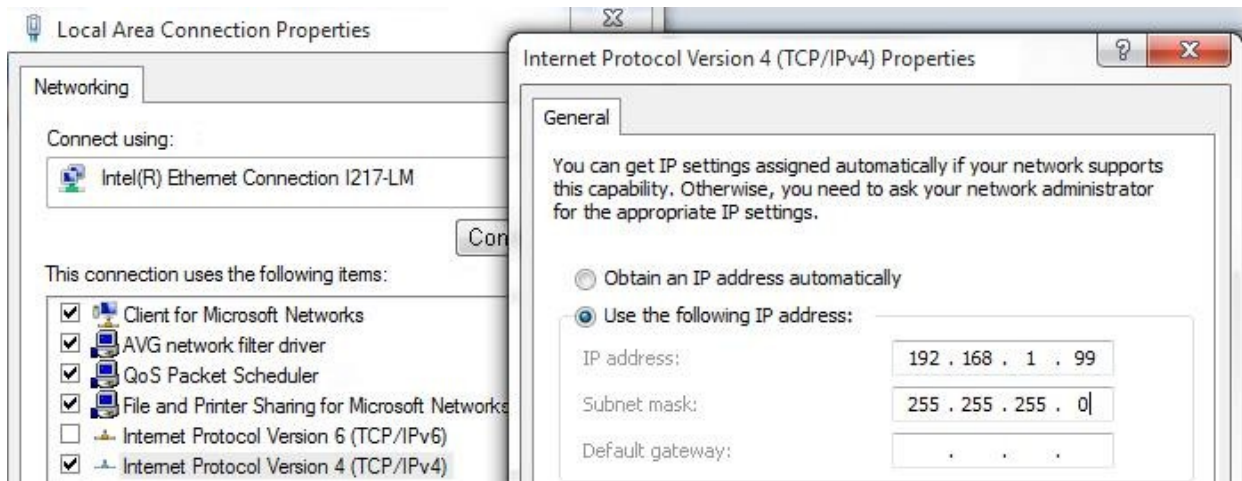 Local Area Connection Properties
Networking
Connect using:
Intel(R) Ethernet Connection I217-LM
Con
This connection uses the following items:
Client for Microsoft Networks
AVG network filter driver
QoS Packet Scheduler
File and Printer Sharing for Microsoft Networks
Internet Protocol Version 6 (TCP/IPv6)
Internet Protocol Version 4 (TCP/IPv4)
Internet Protocol Version 4 (TCP/IPv4) Properties
General
You can get IP settings assigned automatically if your network supports
this capability. Otherwise, you need to ask your network administrator
for the appropriate IP settings.
Obtain an IP address automatically
Use the following IP address:
IP address: 192 . 168 . 1 . 99
Subnet mask: 255 . 255 . 255 . 0
Default gateway: . . .